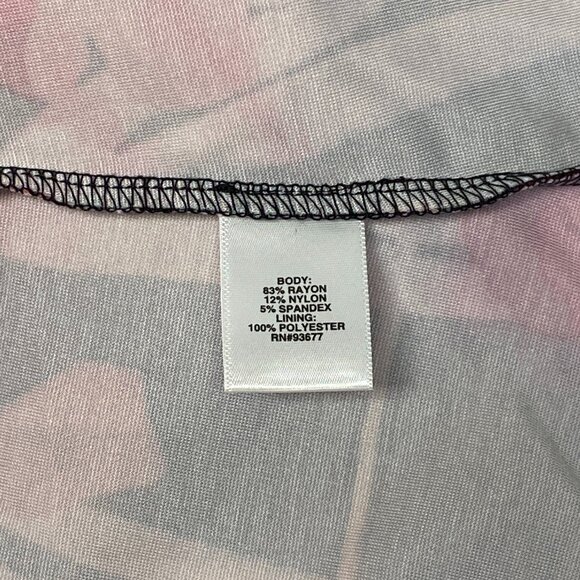 BODY:
83% RAYON
12% NYLON
5% SPANDEX
LINING:
100% POLYESTER
RN#93677